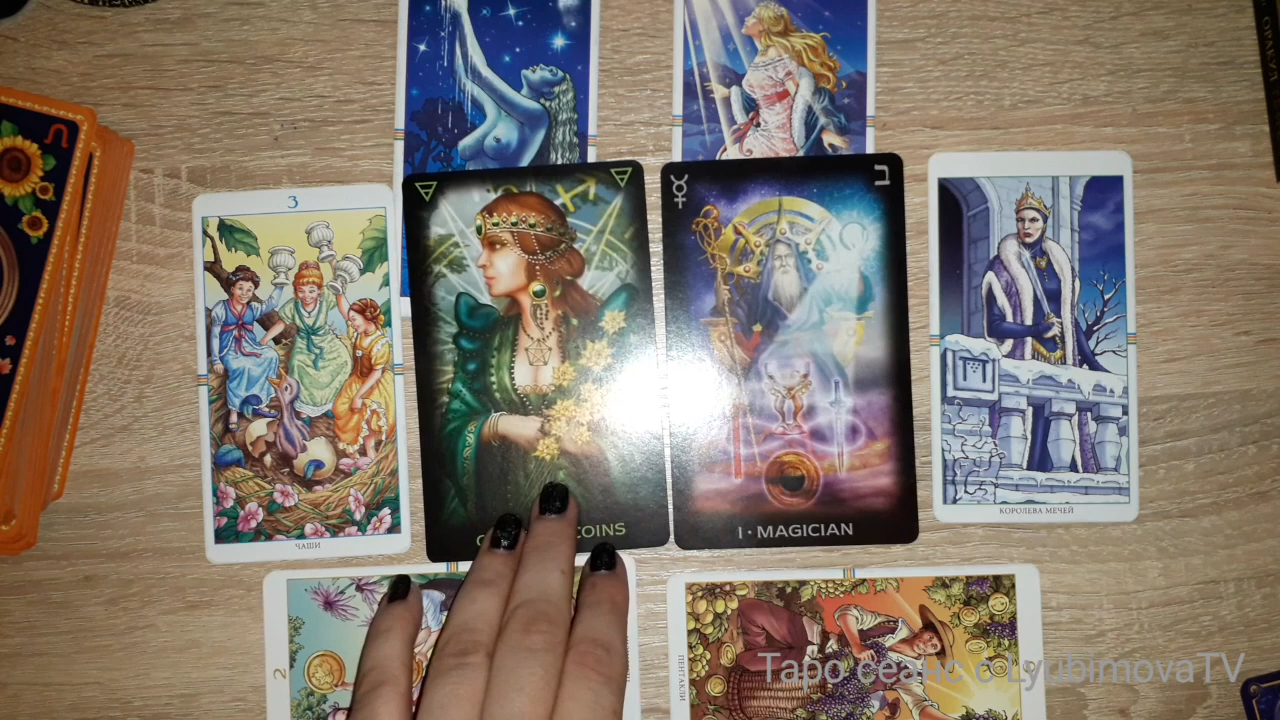 3
ЧАШИ
COINS
I • MAGICIAN
ב
КОРОЛЕВА МЕЧЕЙ
2
ПЕНТАКЛИ
Таро сеанс с LyubimovaTV